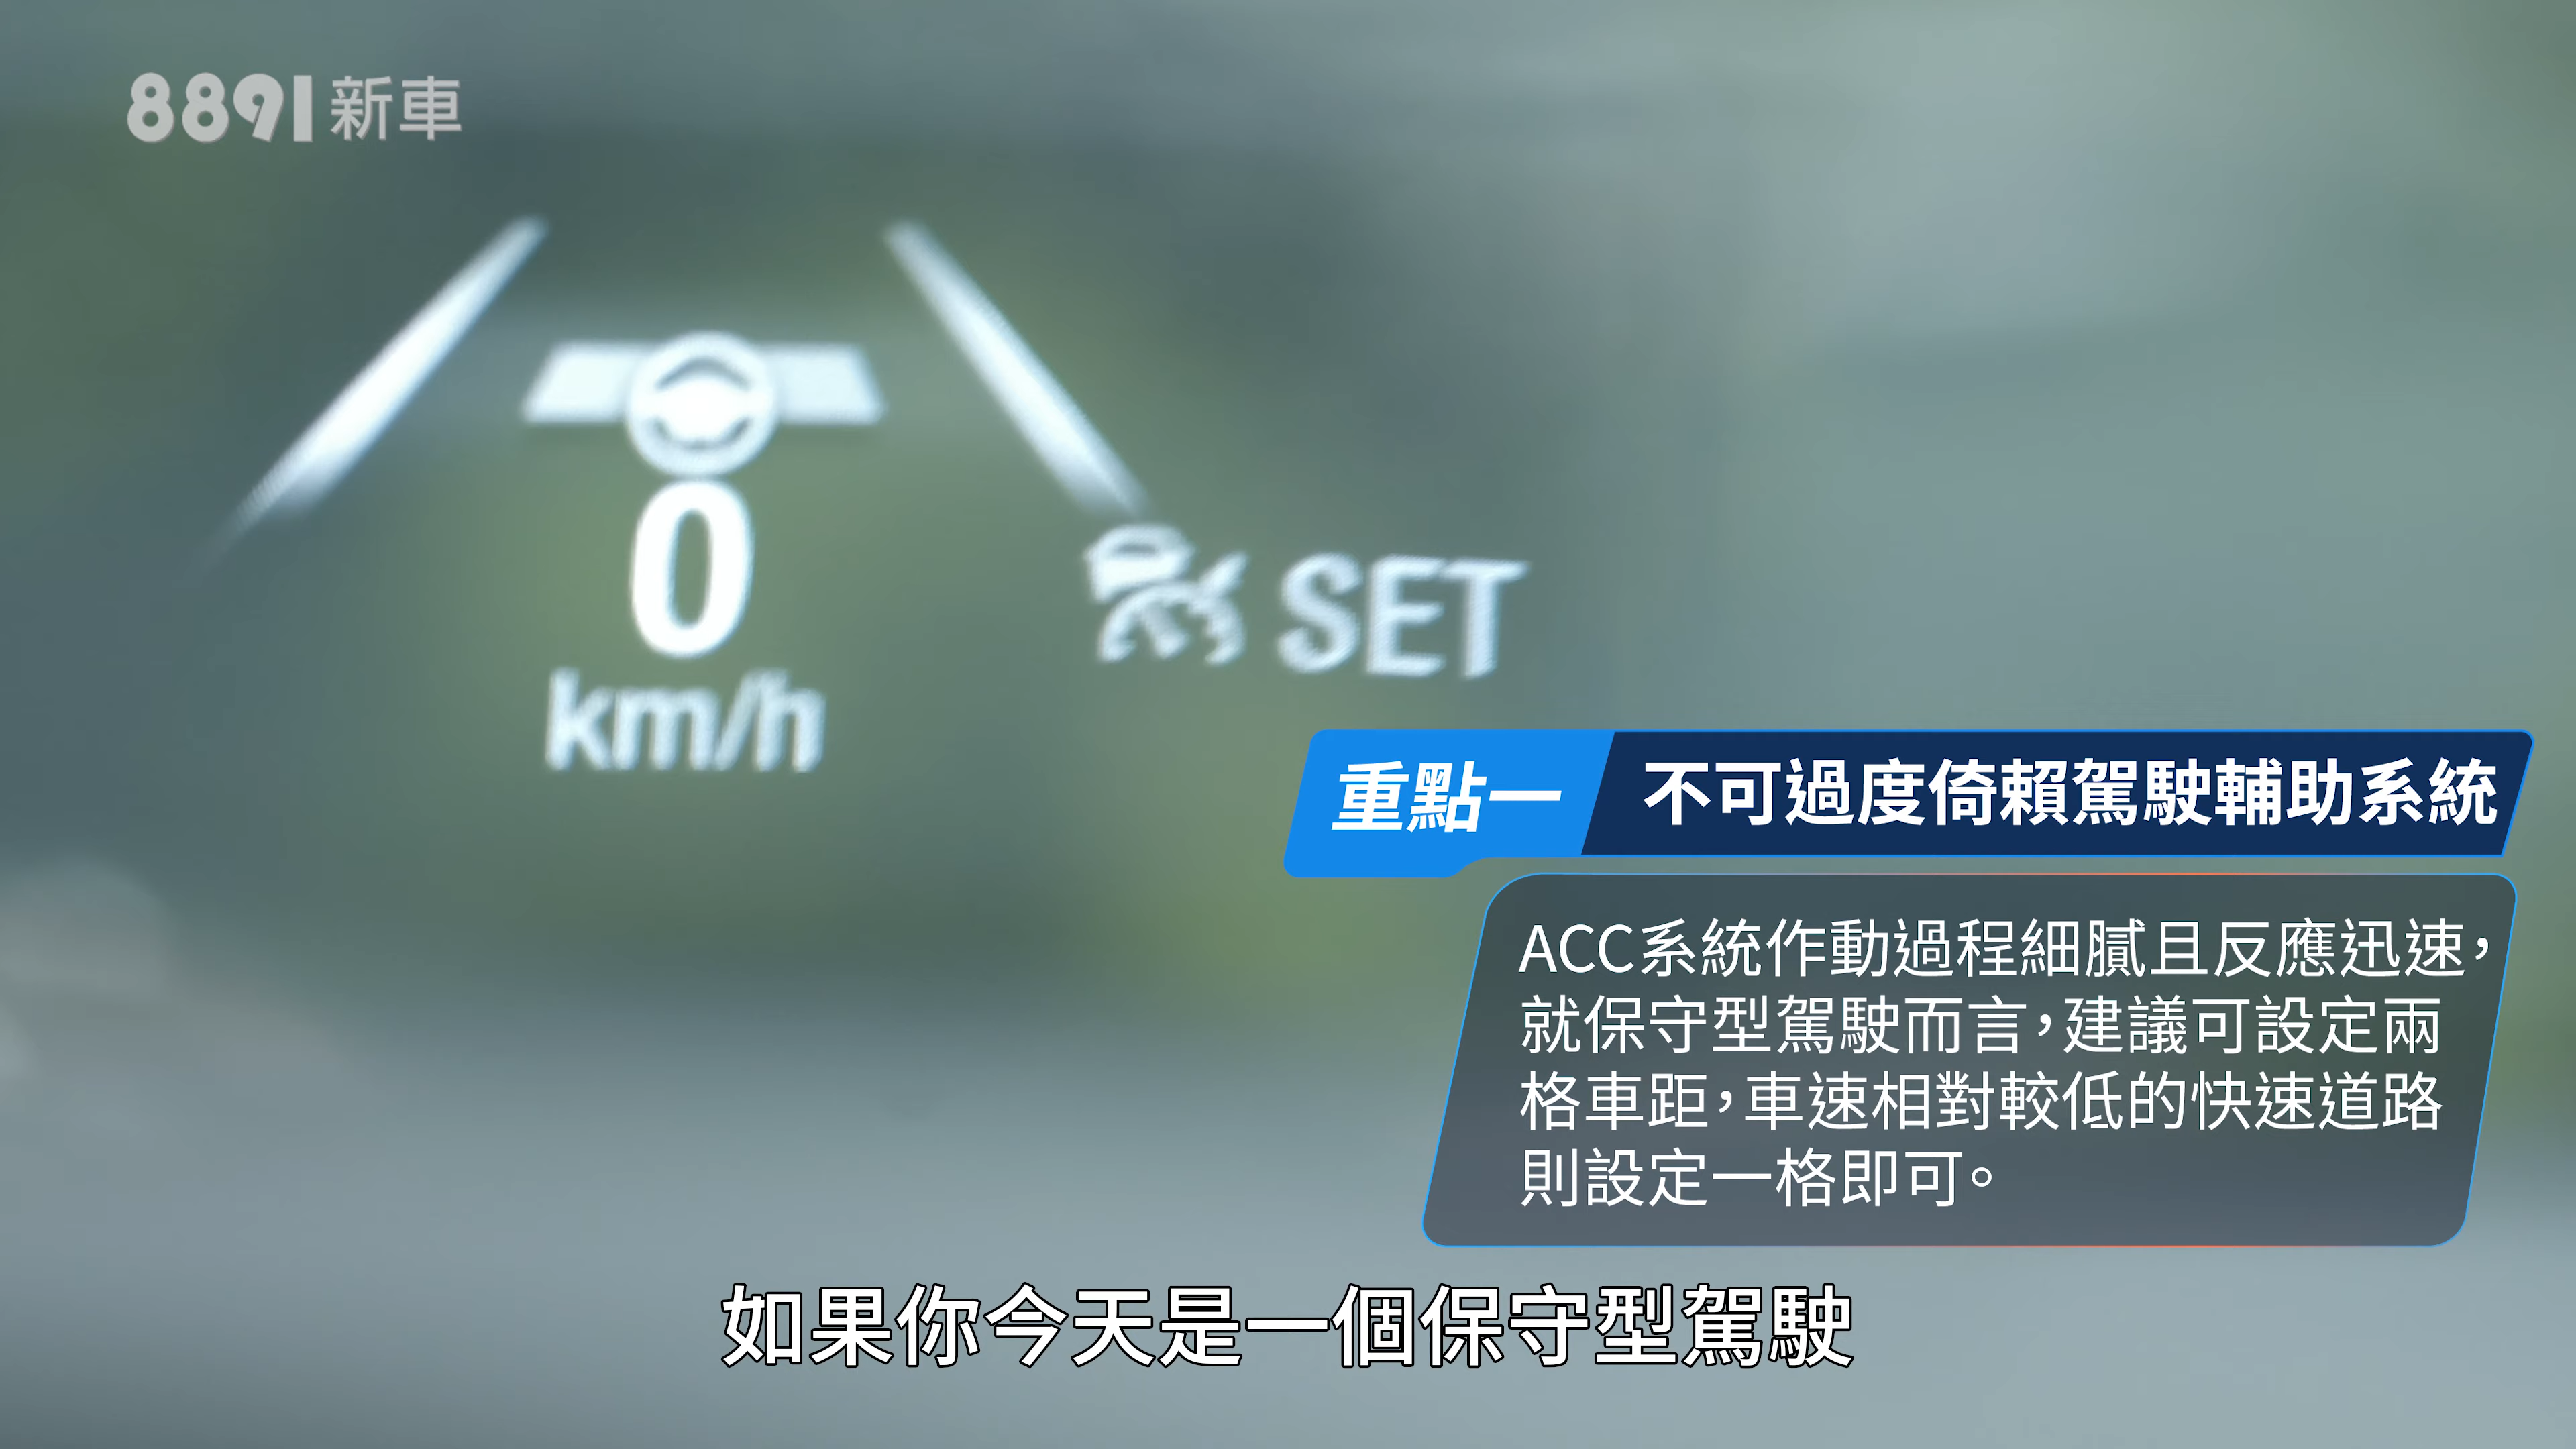 8891新車
0
km/h
SET
重點一
不可過度倚賴駕駛輔助系統
ACC系統作動過程細膩且反應迅速，
就保守型駕駛而言，建議可設定兩
格車距，車速相對較低的快速道路
則設定一格即可。
如果你今天是一個保守型駕駛